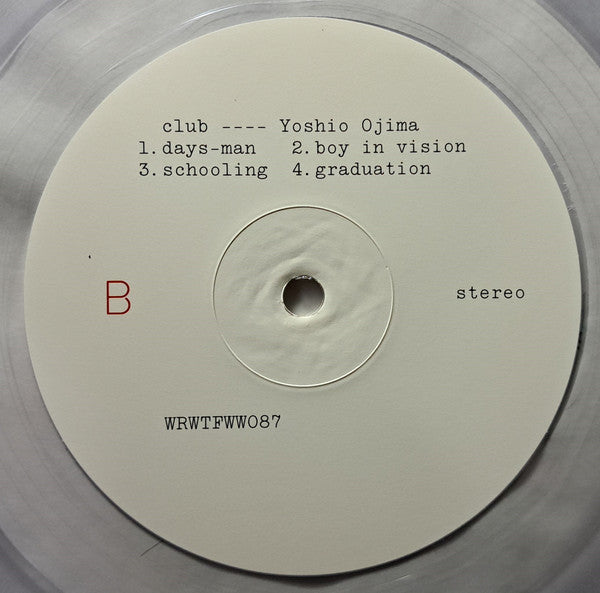 club ---- Yoshio Ojima
1.days-man 2.boy in vision
3.schooling 4.graduation
B
stereo
WRWTFWW087